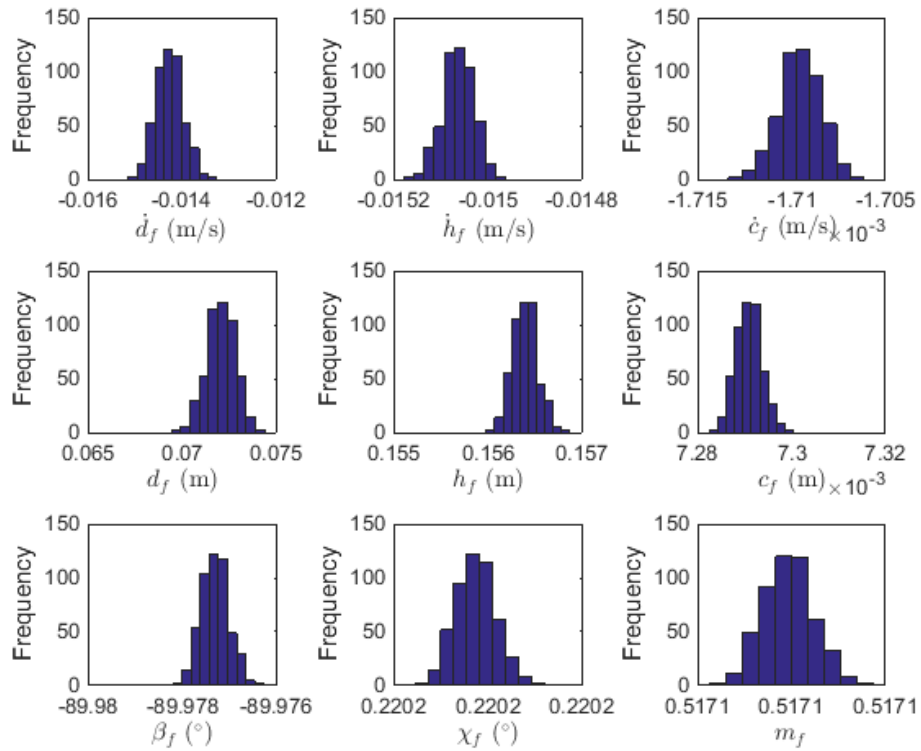 150
100
50
0
Frequency
-0.016 -0.014 -0.012
ḋ_f (m/s)
150
100
50
0
Frequency
-0.0152 -0.015 -0.0148
ḣ_f (m/s)
150
100
50
0
Frequency
-1.715 -1.71 -1.705
ċ_f (m/s) ×10⁻³
150
100
50
0
Frequency
0.065 0.07 0.075
d_f (m)
150
100
50
0
Frequency
0.155 0.156 0.157
h_f (m)
150
100
50
0
Frequency
7.28 7.3 7.32
c_f (m) ×10⁻³
150
100
50
0
Frequency
-89.98 -89.978 -89.976
β_f (°)
150
100
50
0
Frequency
0.2202 0.2202 0.2202
χ_f (°)
150
100
50
0
Frequency
0.5171 0.5171 0.5171
m_f